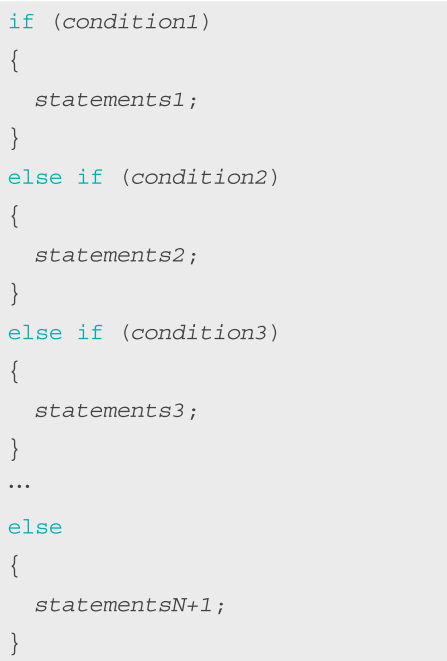 if (condition1)
{
  statements1;
}
else if (condition2)
{
  statements2;
}
else if (condition3)
{
  statements3;
}
...
else
{
  statementsN+1;
}